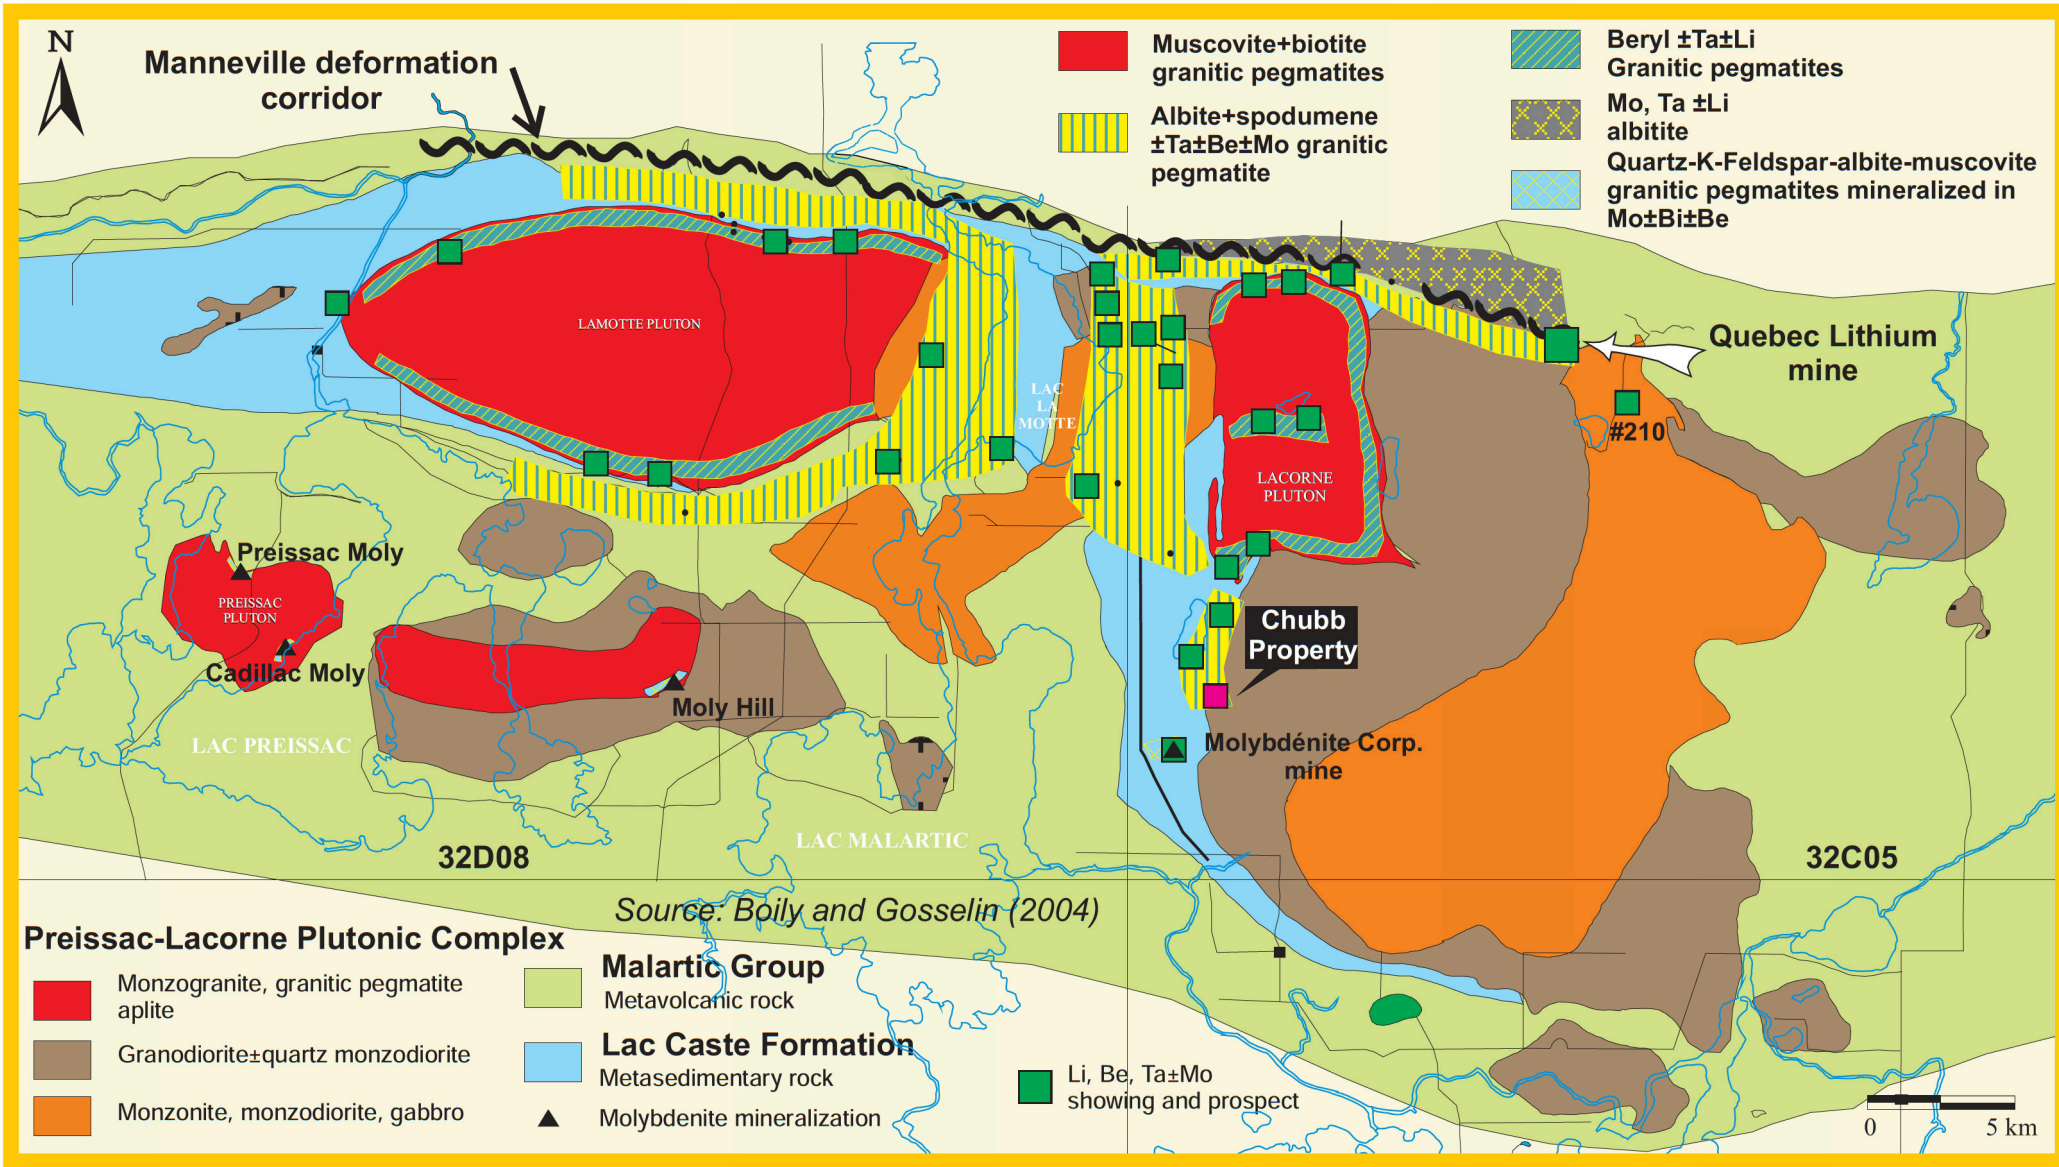 N
Manneville deformation
corridor
Muscovite+biotite
granitic pegmatites
Albite+spodumene
±Ta±Be±Mo granitic
pegmatite
Beryl ±Ta±Li
Granitic pegmatites
Mo, Ta ±Li
albitite
Quartz-K-Feldspar-albite-muscovite
granitic pegmatites mineralized in
Mo±Bi±Be
LAMOTTE PLUTON
Quebec Lithium
mine
LAC
LA
MOTTE
#210
LACORNE
PLUTON
Preissac Moly
PREISSAC
PLUTON
Cadillac Moly
Chubb
Property
Moly Hill
LAC PREISSAC
Molybdénite Corp.
mine
LAC MALARTIC
32D08
32C05
Source: Boily and Gosselin (2004)
Preissac-Lacorne Plutonic Complex
Monzogranite, granitic pegmatite
aplite
Granodiorite±quartz monzodiorite
Monzonite, monzodiorite, gabbro
Malartic Group
Metavolcanic rock
Lac Caste Formation
Metasedimentary rock
Molybdenite mineralization
Li, Be, Ta±Mo
showing and prospect
0 5 km